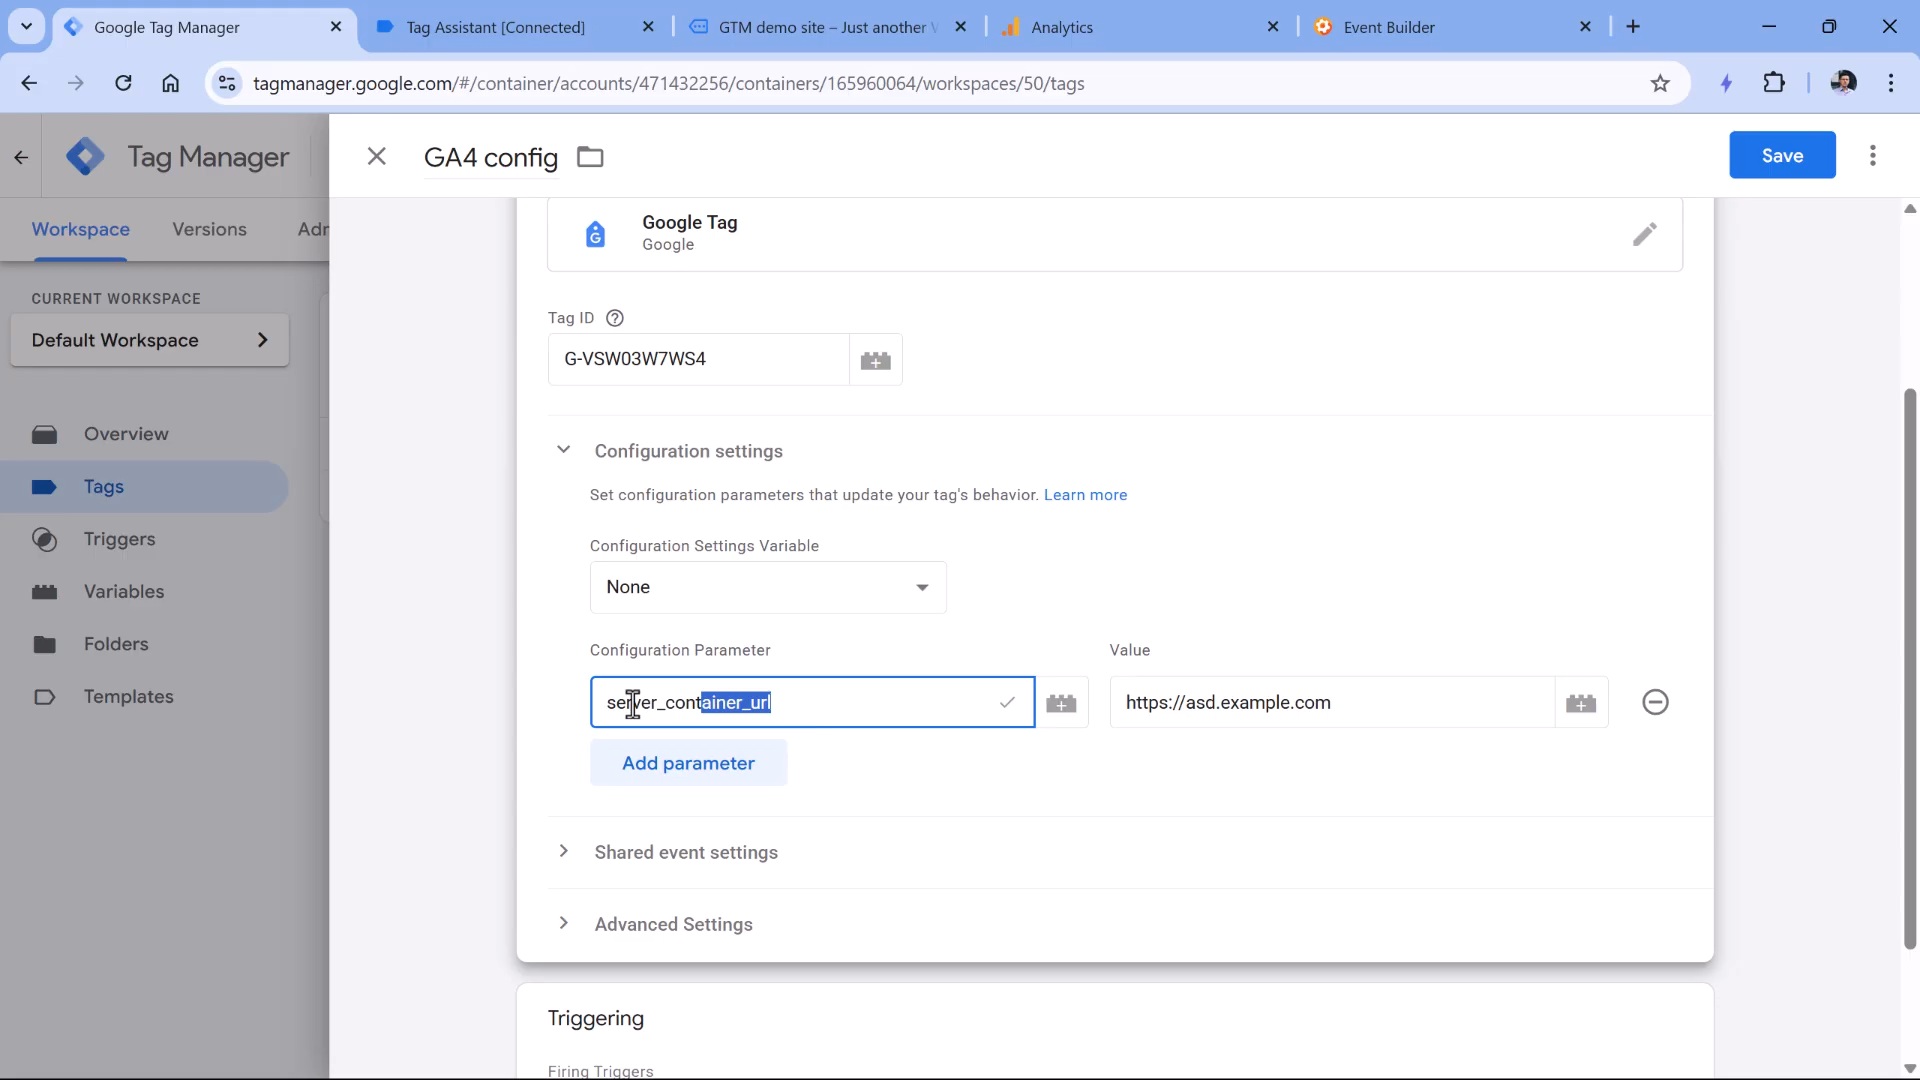 Google Tag Manager
Tag Assistant [Connected]
GTM demo site – Just another
Analytics
Event Builder
tagmanager.google.com/#/container/accounts/471432256/containers/165960064/workspaces/50/tags
Tag Manager
GA4 config
Save
Workspace
Versions
Adr
Google Tag
Google
CURRENT WORKSPACE
Default Workspace
Tag ID
G-VSW03W7WS4
Overview
Tags
Triggers
Variables
Folders
Templates
Configuration settings
Set configuration parameters that update your tag's behavior. Learn more
Configuration Settings Variable
None
Configuration Parameter
Value
server_container_url
https://asd.example.com
Add parameter
Shared event settings
Advanced Settings
Triggering
Firing Triggers